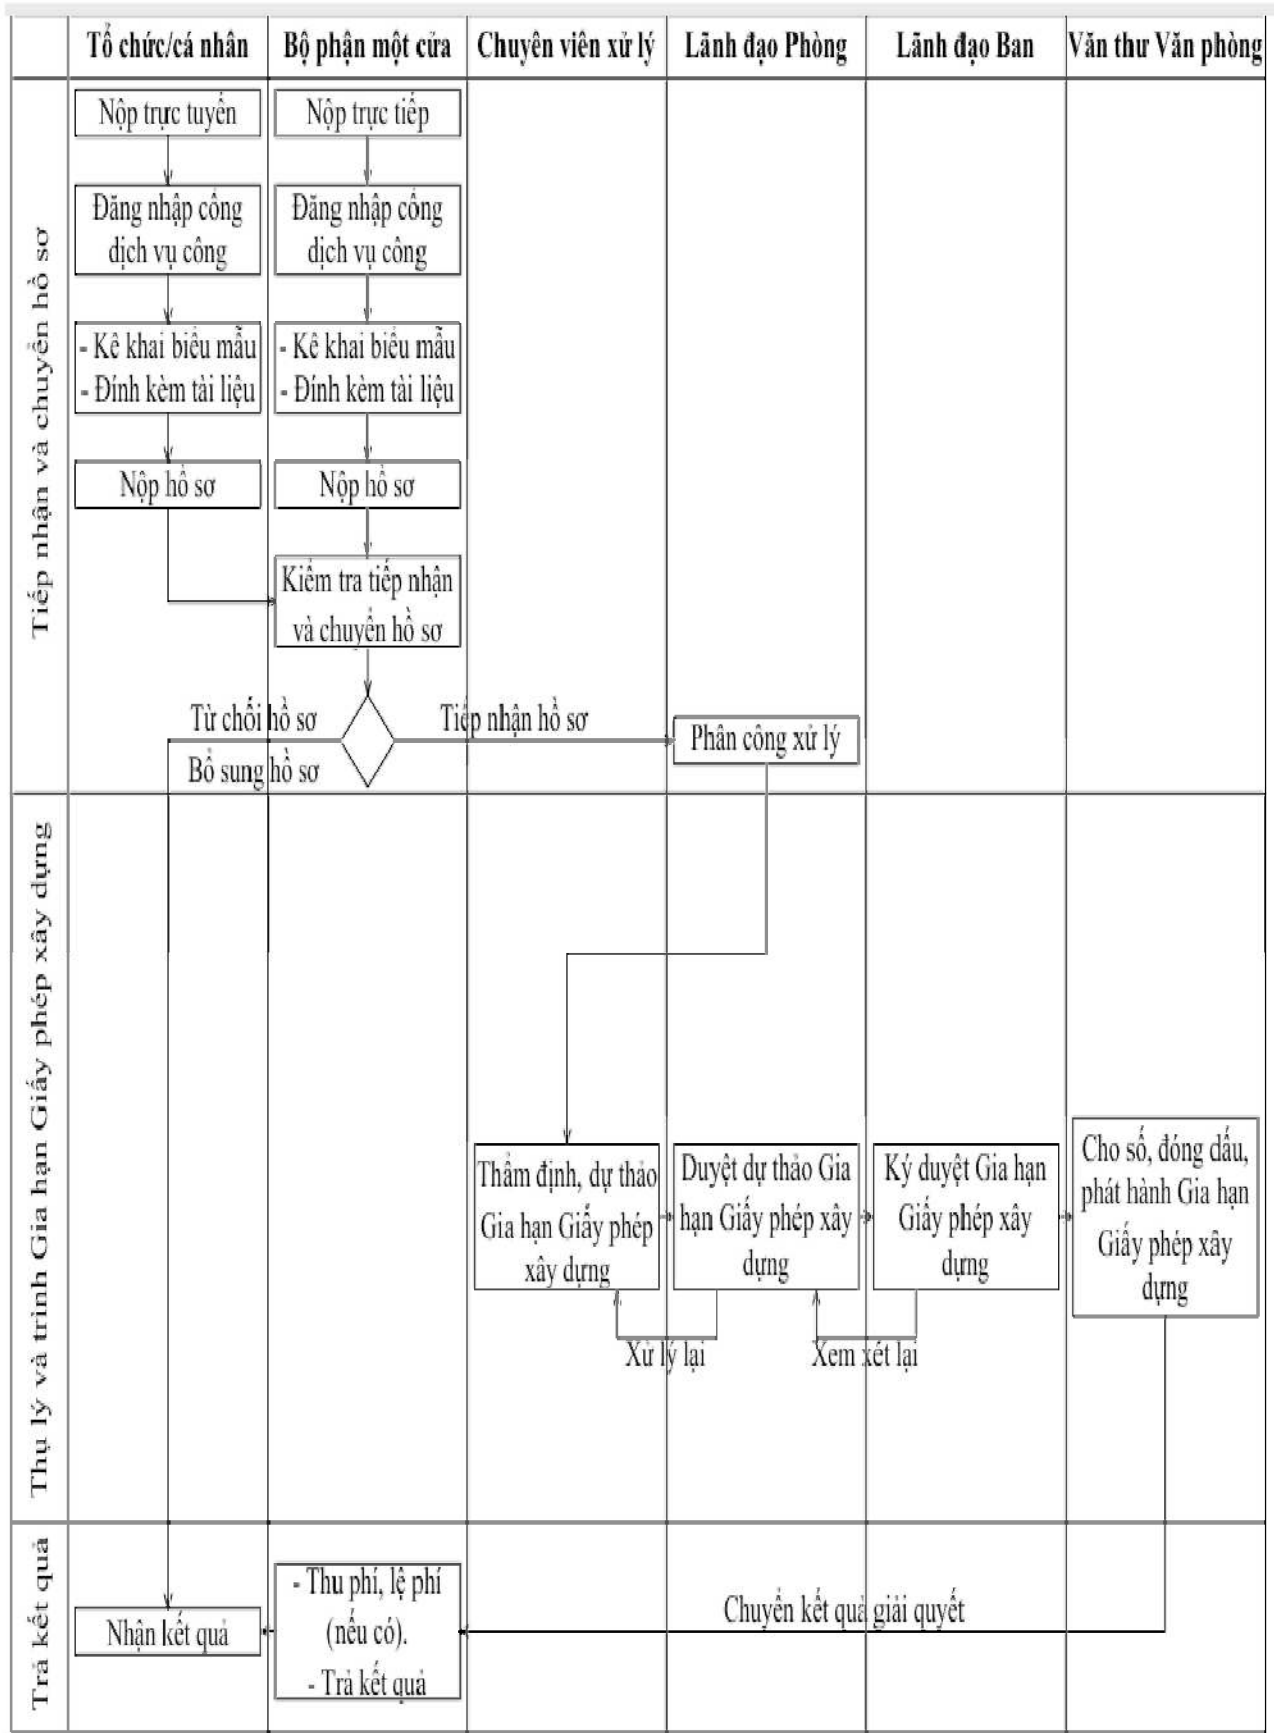 Tổ chức/cá nhân
Bộ phận một cửa
Chuyên viên xử lý
Lãnh đạo Phòng
Lãnh đạo Ban
Văn thư Văn phòng
Tiếp nhận và chuyển hồ sơ
Nộp trực tuyến
Nộp trực tiếp
Đăng nhập cổng
dịch vụ công
Đăng nhập cổng
dịch vụ công
- Kê khai biểu mẫu
- Đính kèm tài liệu
- Kê khai biểu mẫu
- Đính kèm tài liệu
Nộp hồ sơ
Nộp hồ sơ
Kiểm tra tiếp nhận
và chuyển hồ sơ
Từ chối hồ sơ
Bổ sung hồ sơ
Tiếp nhận hồ sơ
Phân công xử lý
Thụ lý và trình Gia hạn Giấy phép xây dựng
Thẩm định, dự thảo
Gia hạn Giấy phép
xây dựng
Duyệt dự thảo Gia
hạn Giấy phép xây
dựng
Ký duyệt Gia hạn
Giấy phép xây
dựng
Cho số, đóng dấu,
phát hành Gia hạn
Giấy phép xây
dựng
Xử lý lại
Xem xét lại
Trả kết quả
Nhận kết quả
- Thu phí, lệ phí
(nếu có).
- Trả kết quả
Chuyển kết quả giải quyết